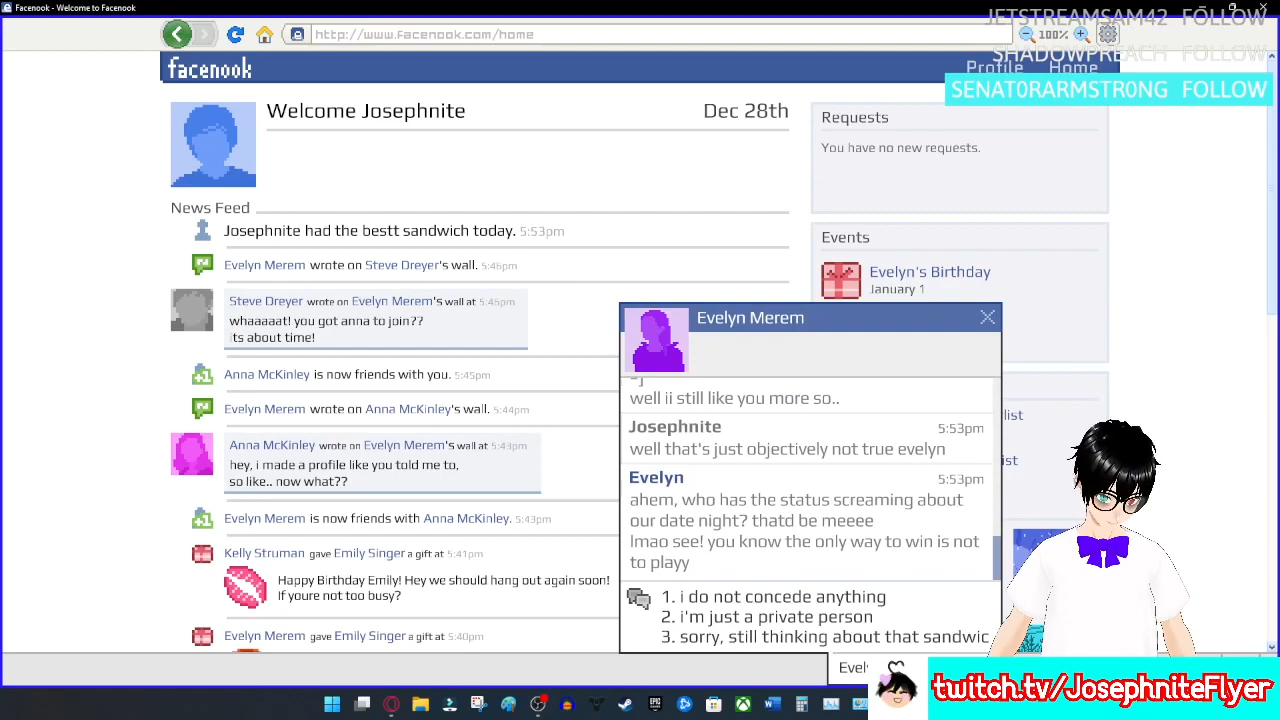 Facenook - Welcome to Facenook
JETSTREAMSAM42 FOLLOW
http://www.facenook.com/home
100%
SHADOWPREACH FOLLOW
facenook
Profile Home
SENAT0RARMSTR0NG FOLLOW
Welcome Josephnite
Dec 28th
Requests
You have no new requests.
News Feed
Josephnite had the bestt sandwich today. 5:53pm
Events
Evelyn Merem wrote on Steve Dreyer's wall. 5:46pm
Evelyn's Birthday
January 1
Steve Dreyer wrote on Evelyn Merem's wall at 5:46pm
whaaaat! you got anna to join??
its about time!
Anna McKinley is now friends with you. 5:45pm
Evelyn Merem wrote on Anna McKinley's wall. 5:44pm
Anna McKinley wrote on Evelyn Merem's wall at 5:43pm
hey, i made a profile like you told me to,
so like.. now what??
Evelyn Merem is now friends with Anna McKinley. 5:43pm
Kelly Struman gave Emily Singer a gift at 5:41pm
Happy Birthday Emily! Hey we should hang out again soon!
If youre not too busy?
Evelyn Merem gave Emily Singer a gift at 5:40pm
Evelyn Merem
well ii still like you more so..
Josephnite 5:53pm
well that's just objectively not true evelyn
Evelyn 5:53pm
ahem, who has the status screaming about
our date night? thatd be meeee
lmao see! you know the only way to win is not
to playy
1. i do not concede anything
2. i'm just a private person
3. sorry, still thinking about that sandwic
twitch.tv/JosephniteFlyer